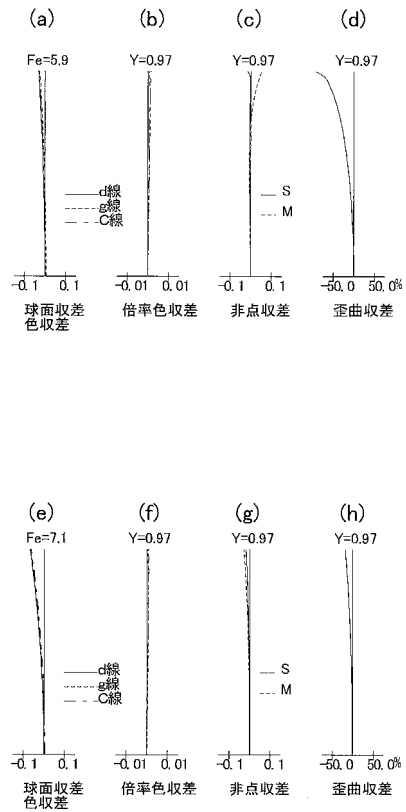 (a) (b) (c) (d)
Fe=5.9 Y=0.97 Y=0.97 Y=0.97
d線
g線
C線
S
M
-0.1 0.1 -0.01 0.01 -0.1 0.1 -50.0 50.0%
球面収差 倍率色収差 非点収差 歪曲収差
色収差
(e) (f) (g) (h)
Fe=7.1 Y=0.97 Y=0.97 Y=0.97
d線
g線
C線
S
M
-0.1 0.1 -0.01 0.01 -0.1 0.1 -50.0 50.0%
球面収差 倍率色収差 非点収差 歪曲収差
色収差